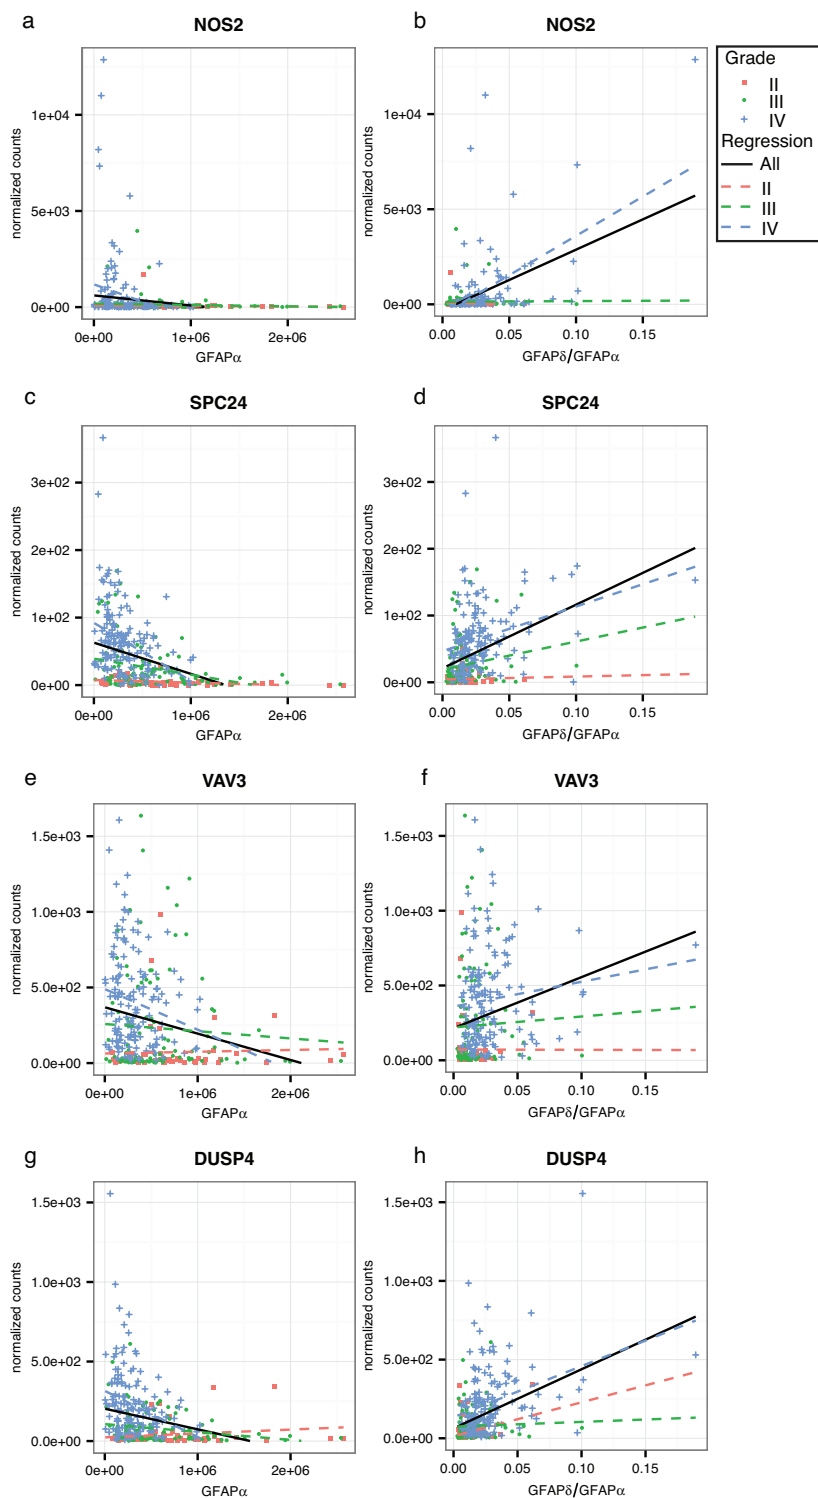 a
NOS2
1e+04
5e+03
0e+00
0e+00
1e+06
2e+06
normalized counts
GFAPα
b
NOS2
1e+04
5e+03
0e+00
0.00
0.05
0.10
0.15
normalized counts
GFAPδ/GFAPα
Grade
II
III
IV
Regression
All
II
III
IV
c
SPC24
3e+02
2e+02
1e+02
0e+00
0e+00
1e+06
2e+06
normalized counts
GFAPα
d
SPC24
3e+02
2e+02
1e+02
0e+00
0.00
0.05
0.10
0.15
normalized counts
GFAPδ/GFAPα
e
VAV3
1.5e+03
1.0e+03
5.0e+02
0.0e+00
0e+00
1e+06
2e+06
normalized counts
GFAPα
f
VAV3
1.5e+03
1.0e+03
5.0e+02
0.0e+00
0.00
0.05
0.10
0.15
normalized counts
GFAPδ/GFAPα
g
DUSP4
1.5e+03
1.0e+03
5.0e+02
0.0e+00
0e+00
1e+06
2e+06
normalized counts
GFAPα
h
DUSP4
1.5e+03
1.0e+03
5.0e+02
0.0e+00
0.00
0.05
0.10
0.15
normalized counts
GFAPδ/GFAPα